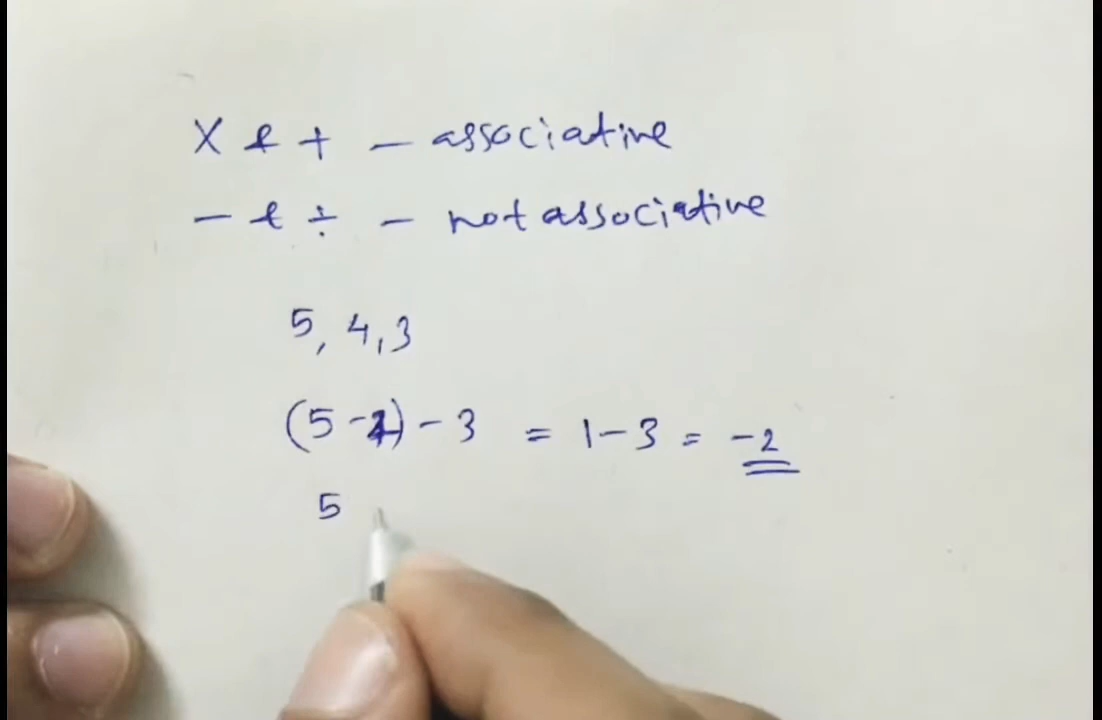 × & + - associative
- & ÷ - not associative
5, 4, 3
(5-4)-3 = 1-3 = -2
5